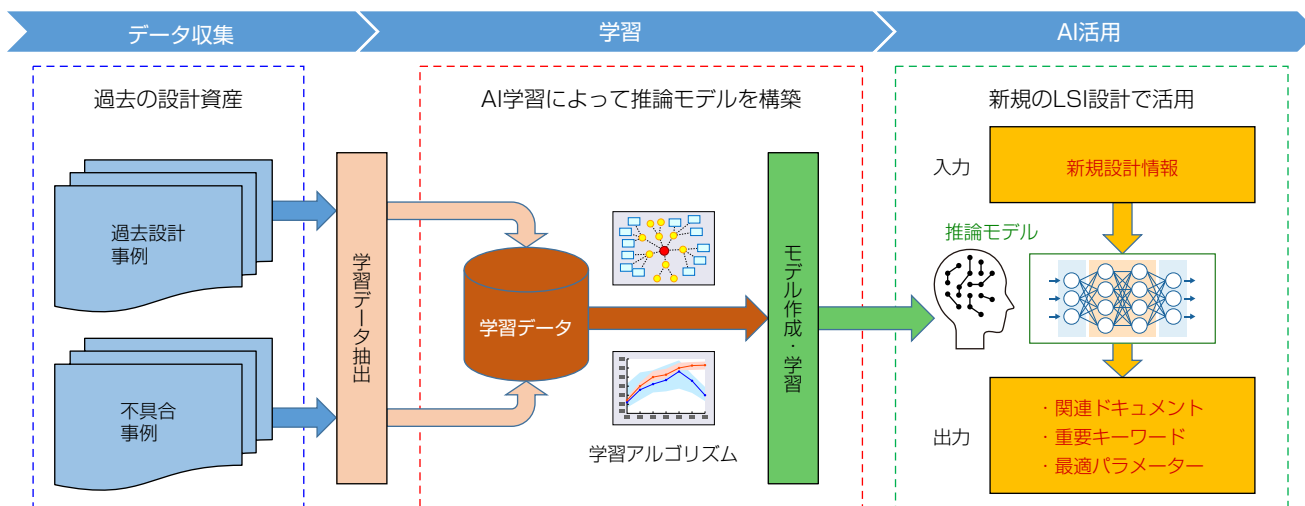 データ収集
学習
AI活用
過去の設計資産
過去設計
事例
不具合
事例
学習データ抽出
AI学習によって推論モデルを構築
学習データ
学習アルゴリズム
モデル作成・学習
新規のLSI設計で活用
入力
新規設計情報
推論モデル
出力
・関連ドキュメント
・重要キーワード
・最適パラメーター